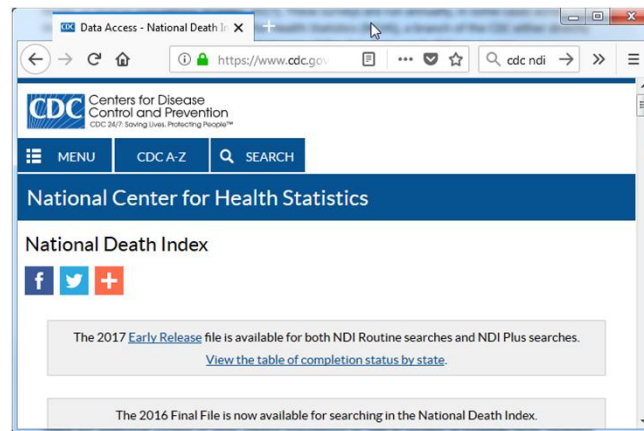 Data Access - National Death In
https://www.cdc.gov
cdc ndi
CDC
Centers for Disease
Control and Prevention
CDC 24/7: Saving Lives. Protecting People™
MENU CDC A-Z SEARCH
National Center for Health Statistics
National Death Index
The 2017 Early Release file is available for both NDI Routine searches and NDI Plus searches.
View the table of completion status by state.
The 2016 Final File is now available for searching in the National Death Index.